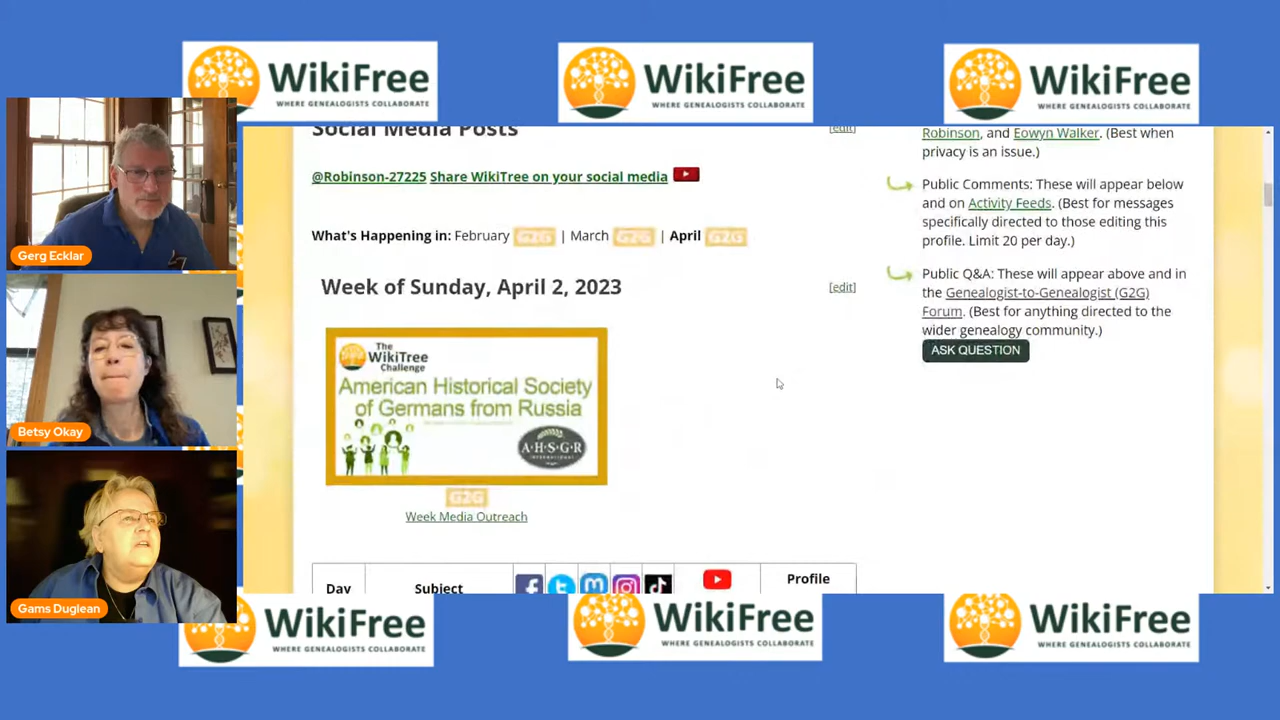 WikiFree
WHERE GENEALOGISTS COLLABORATE
WikiFree
WHERE GENEALOGISTS COLLABORATE
WikiFree
WHERE GENEALOGISTS COLLABORATE
Gerg Ecklar
Betsy Okay
Gams Duglean
Social Media Posts
[edit]
@Robinson-27225 Share WikiTree on your social media
What's Happening in: February G2G | March G2G | April G2G
Week of Sunday, April 2, 2023
[edit]
The
WikiTree
Challenge
American Historical Society
of Germans from Russia
A·H·S·G·R
INTERNATIONAL
G2G
Week Media Outreach
Day
Subject
Profile
Robinson, and Eowyn Walker. (Best when
privacy is an issue.)
Public Comments: These will appear below
and on Activity Feeds. (Best for messages
specifically directed to those editing this
profile. Limit 20 per day.)
Public Q&A: These will appear above and in
the Genealogist-to-Genealogist (G2G)
Forum. (Best for anything directed to the
wider genealogy community.)
ASK QUESTION
WikiFree
WHERE GENEALOGISTS COLLABORATE
WikiFree
WHERE GENEALOGISTS COLLABORATE
WikiFree
WHERE GENEALOGISTS COLLABORATE